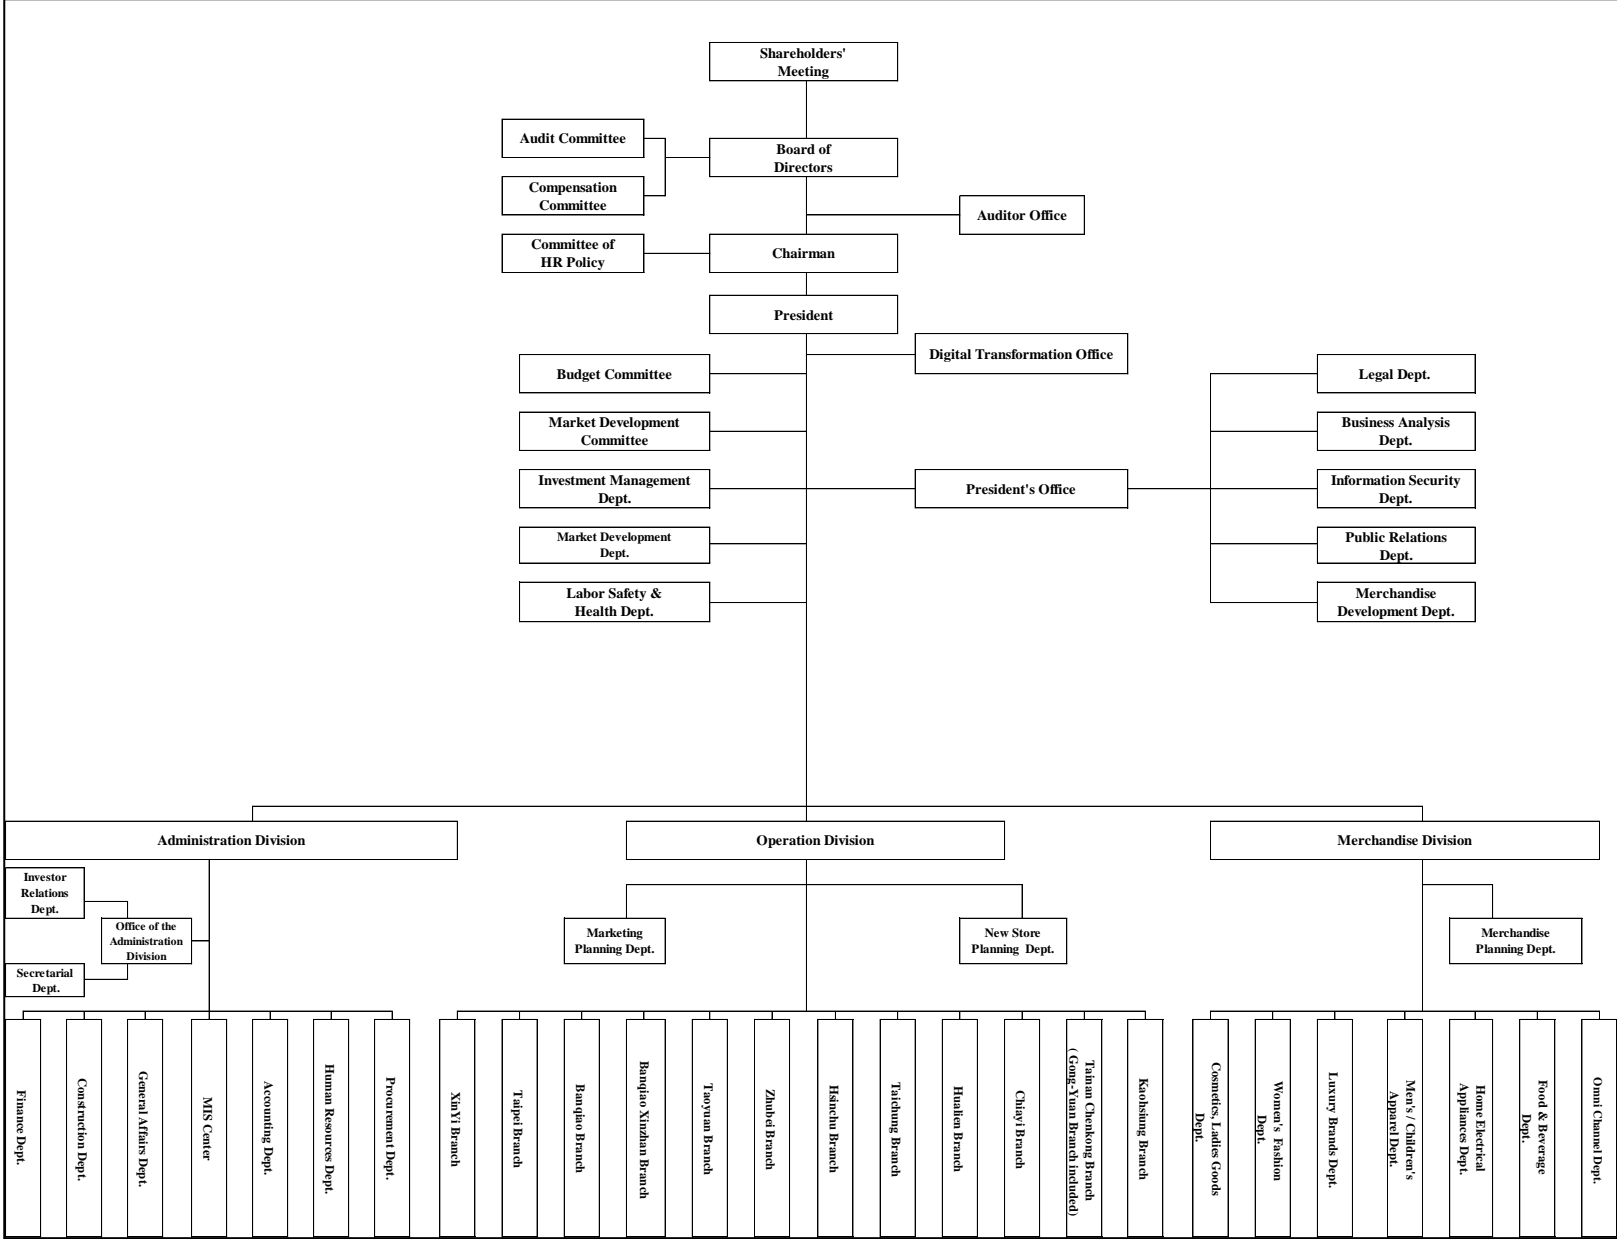 Shareholders'
Meeting
Audit Committee
Board of
Directors
Compensation
Committee
Auditor Office
Committee of
HR Policy
Chairman
President
Digital Transformation Office
Budget Committee
Legal Dept.
Market Development
Committee
Business Analysis
Dept.
Investment Management
Dept.
President's Office
Information Security
Dept.
Market Development
Dept.
Public Relations
Dept.
Labor Safety &
Health Dept.
Merchandise
Development Dept.
Administration Division
Operation Division
Merchandise Division
Investor
Relations
Dept.
Office of the
Administration
Division
Secretarial
Dept.
Marketing
Planning Dept.
New Store
Planning  Dept.
Merchandise
Planning Dept.
Finance Dept.
Construction Dept.
General Affairs Dept.
MIS Center
Accounting Dept.
Human Resources Dept.
Procurement Dept.
XinYi Branch
Taipei Branch
Banqiao Branch
Banqiao Xinzhan Branch
Taoyuan Branch
Zhubei Branch
Hsinchu Branch
Taichung Branch
Hualien Branch
Chiayi Branch
Tainan Chenkong Branch
( Gong-Yuan Branch included)
Kaohsiung Branch
Cosmetics, Ladies Goods
Dept.
Women's  Fashion
Dept.
Luxury Brands Dept.
Men's / Children's
Apparel Dept.
Home Electrical
Appliances Dept.
Food & Beverage
Dept.
Omni Channel Dept.